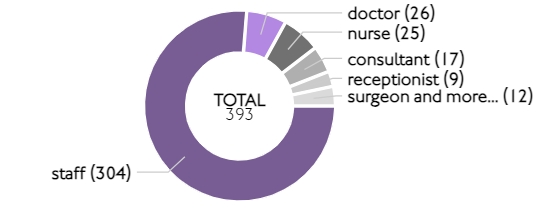 doctor (26)
nurse (25)
consultant (17)
receptionist (9)
surgeon and more... (12)
TOTAL
393
staff (304)